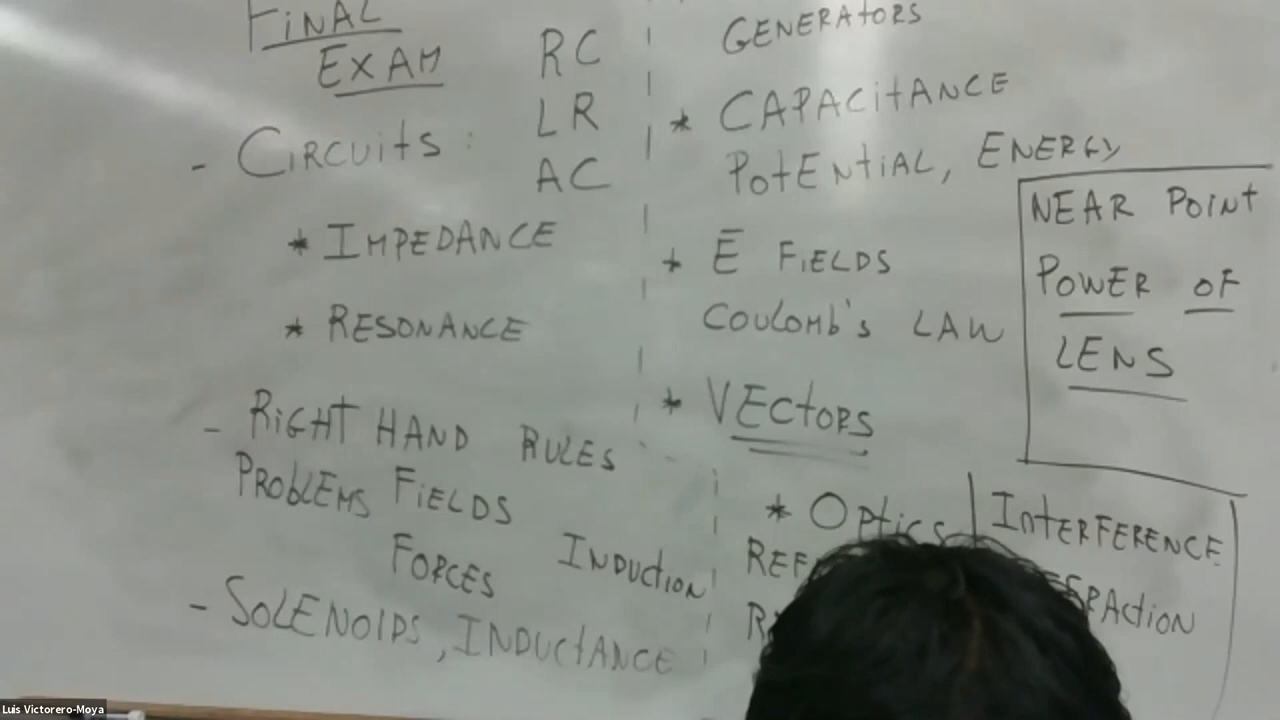 FINAL
EXAM
RC
LR
AC
- CIRCUITS :
* IMPEDANCE
* RESONANCE
- RIGHT HAND RULES
PROBLEMS FIELDS
FORCES INDUCTION
- SOLENOIDS, INDUCTANCE
GENERATORS
* CAPACITANCE
POTENTIAL, ENERGY
* E FIELDS
COULOMB'S LAW
* VECTORS
NEAR POINT
POWER OF
LENS
* OPTICS
INTERFERENCE
Luis Victorero-Moya